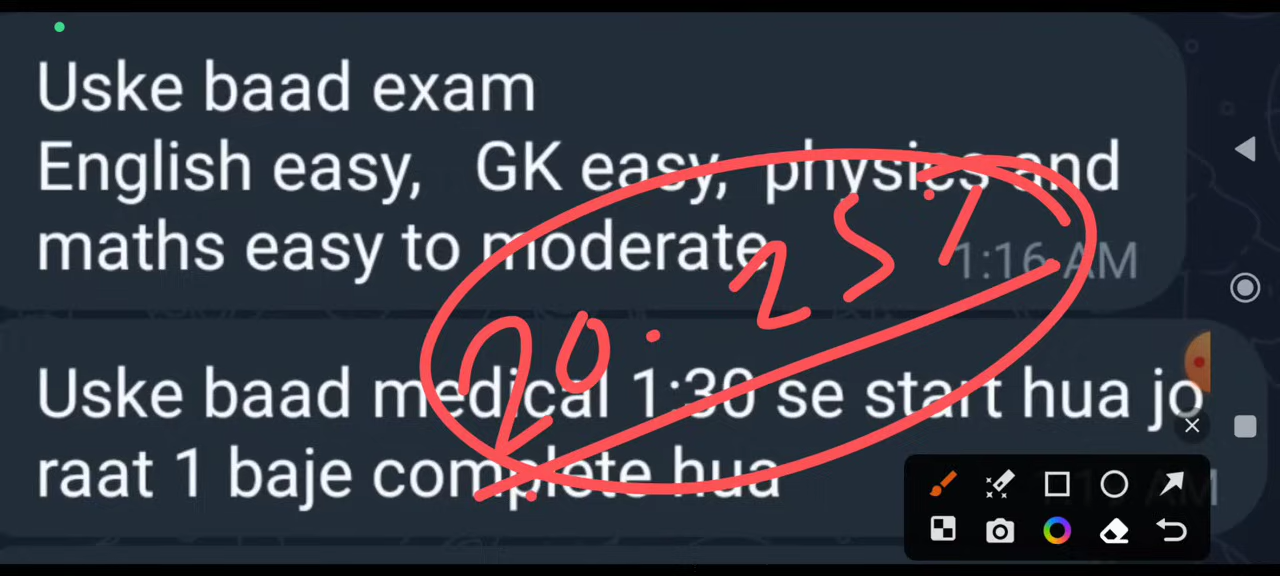 Uske baad exam
English easy, GK easy, physics and
maths easy to moderate
1:16 AM
20.25%
Uske baad medical 1:30 se start hua jo
raat 1 baje complete hua
AM